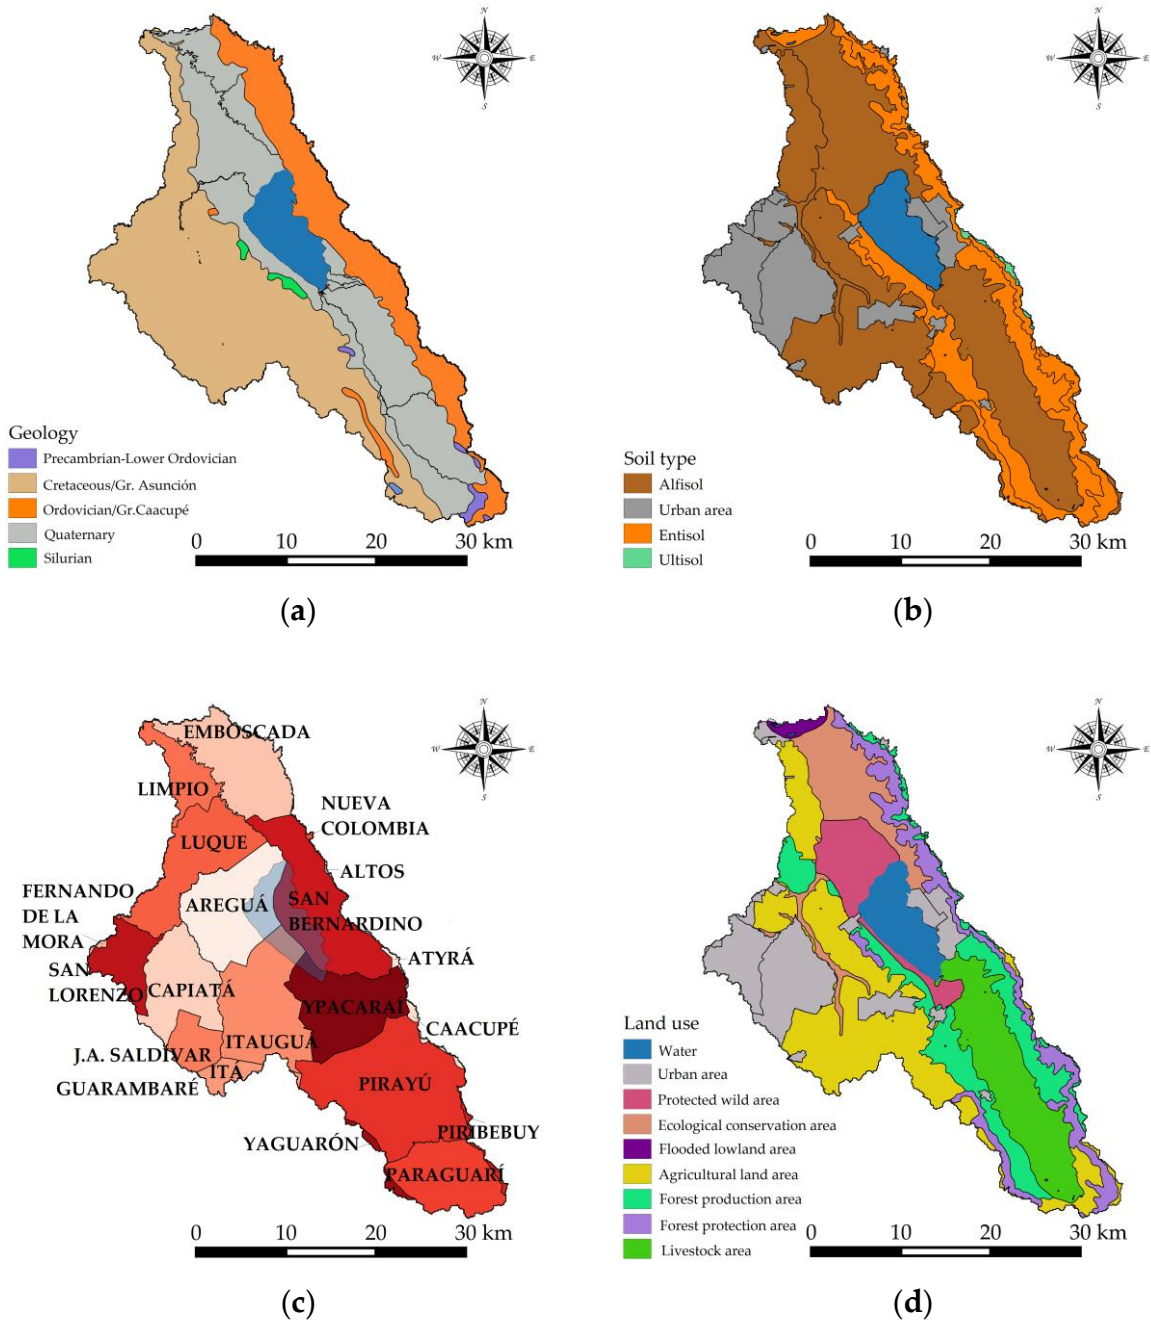 N
W
E
S
Geology
Precambrian-Lower Ordovician
Cretaceous/Gr. Asunción
Ordovician/Gr.Caacupé
Quaternary
Silurian
0 10 20 30 km
(a)
N
W
E
S
Soil type
Alfisol
Urban area
Entisol
Ultisol
0 10 20 30 km
(b)
N
W
E
S
EMBOSCADA
LIMPIO
NUEVA
COLOMBIA
LUQUE
ALTOS
FERNANDO
DE LA
MORA
AREGUÁ
SAN
BERNARDINO
ATYRÁ
SAN
LORENZO
CAPIATÁ
YPACARAÍ
CAACUPÉ
ITAUGUÁ
J.A. SALDÍVAR
ITÁ
GUARAMBARÉ
PIRAYÚ
YAGUARÓN
PIRIBEBUY
PARAGUARÍ
0 10 20 30 km
(c)
N
W
E
S
Land use
Water
Urban area
Protected wild area
Ecological conservation area
Flooded lowland area
Agricultural land area
Forest production area
Forest protection area
Livestock area
0 10 20 30 km
(d)